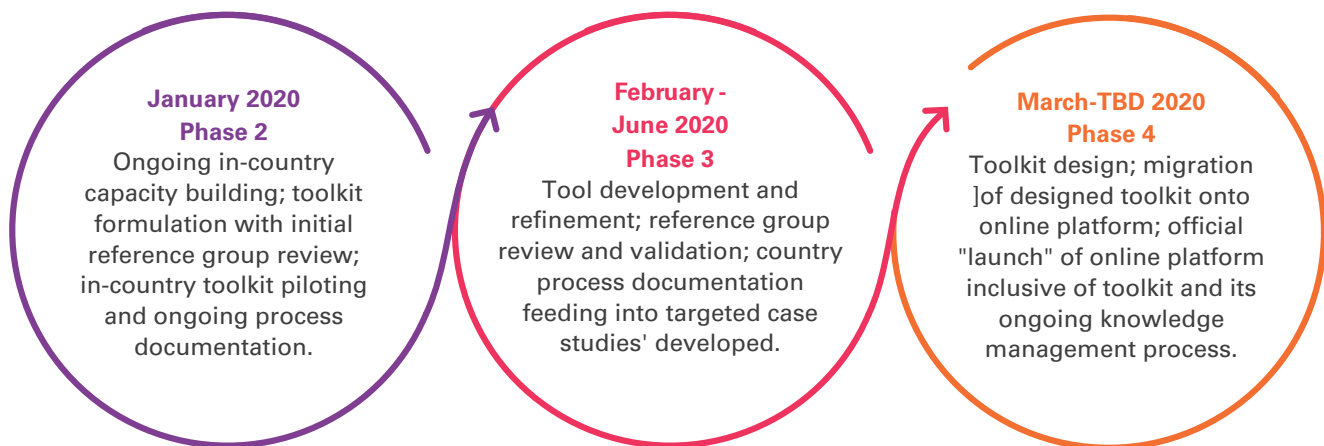 January 2020
Phase 2
Ongoing in-country
capacity building; toolkit
formulation with initial
reference group review;
in-country toolkit piloting
and ongoing process
documentation.
February -
June 2020
Phase 3
Tool development and
refinement; reference group
review and validation; country
process documentation
feeding into targeted case
studies' developed.
March-TBD 2020
Phase 4
Toolkit design; migration
]of designed toolkit onto
online platform; official
"launch" of online platform
inclusive of toolkit and its
ongoing knowledge
management process.